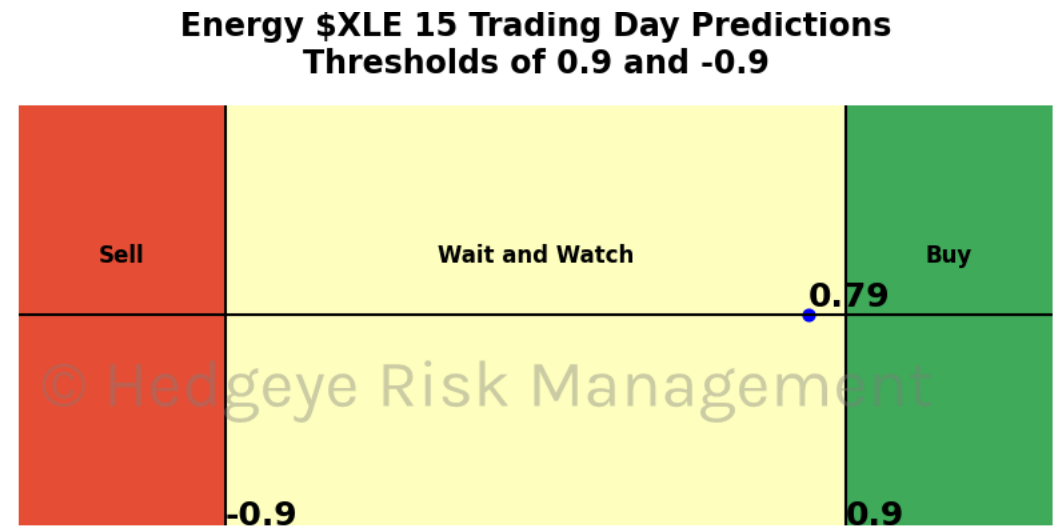 Energy $XLE 15 Trading Day Predictions
Thresholds of 0.9 and -0.9
Sell
Wait and Watch
Buy
0.79
© Hedgeye Risk Management
-0.9
0.9